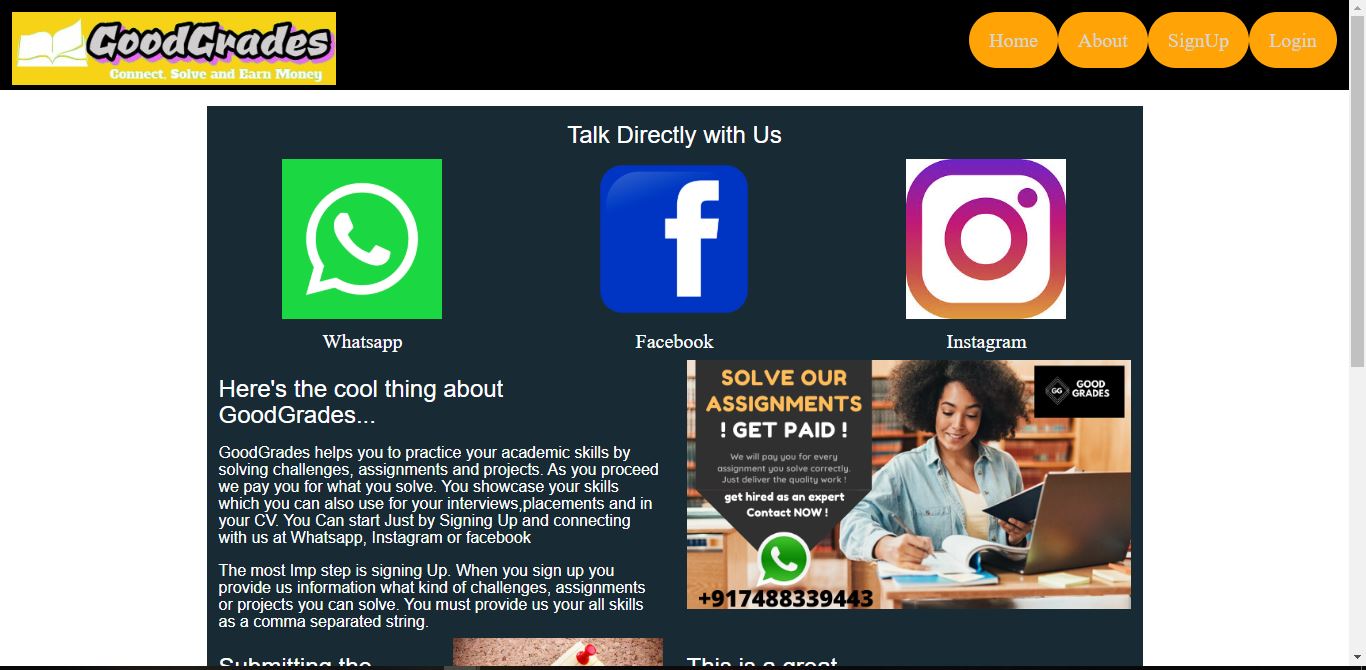 GoodGrades
Connect. Solve and Earn Money
Home
About
SignUp
Login
Talk Directly with Us
Whatsapp
Facebook
Instagram
Here's the cool thing about
GoodGrades...
GoodGrades helps you to practice your academic skills by
solving challenges, assignments and projects. As you proceed
we pay you for what you solve. You showcase your skills
which you can also use for your interviews,placements and in
your CV. You Can start Just by Signing Up and connecting
with us at Whatsapp, Instagram or facebook
The most Imp step is signing Up. When you sign up you
provide us information what kind of challenges, assignments
or projects you can solve. You must provide us your all skills
as a comma separated string.
SOLVE OUR
ASSIGNMENTS
! GET PAID !
We will pay you for every
assignment you solve correctly.
Just deliver the quality work !
get hired as an expert
Contact NOW !
+917488339443
GG
GOOD
GRADES
Submitting the
This is a great